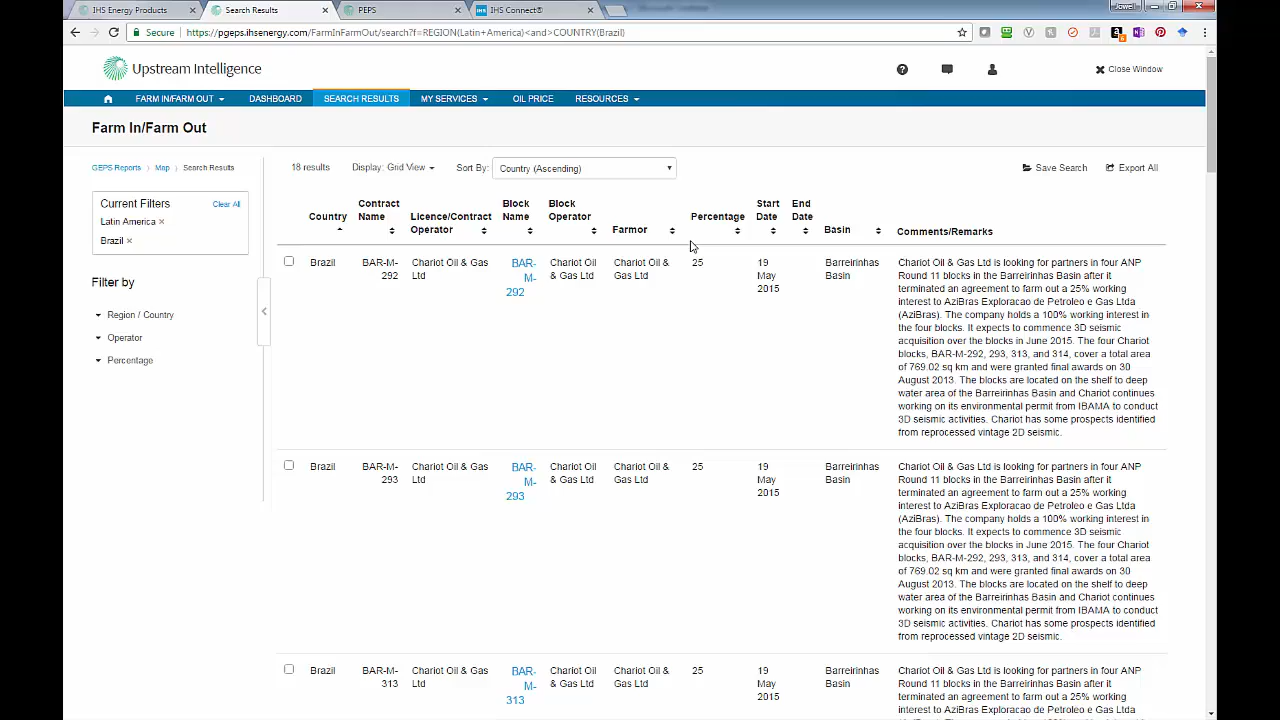 IHS Energy Products
Search Results
PEPS
IHS Connect®
Jowell
Secure
https://pgeps.ihsenergy.com/FarmInFarmOut/search?f=REGION(Latin+America)<and>COUNTRY(Brazil)
Upstream Intelligence
Close Window
FARM IN/FARM OUT
DASHBOARD
SEARCH RESULTS
MY SERVICES
OIL PRICE
RESOURCES
Farm In/Farm Out
GEPS Reports
Map
Search Results
Current Filters
Clear All
Latin America
Brazil
Filter by
Region / Country
Operator
Percentage
18 results
Display: Grid View
Sort By:
Country (Ascending)
Save Search
Export All
Country
Contract
Name
Licence/Contract
Operator
Block
Name
Block
Operator
Farmor
Percentage
Start
Date
End
Date
Basin
Comments/Remarks
Brazil
BAR-M-
292
Chariot Oil & Gas
Ltd
BAR-
M-
292
Chariot Oil
& Gas Ltd
Chariot Oil &
Gas Ltd
25
19
May
2015
Barreirinhas
Basin
Chariot Oil & Gas Ltd is looking for partners in four ANP
Round 11 blocks in the Barreirinhas Basin after it
terminated an agreement to farm out a 25% working
interest to AziBras Exploracao de Petroleo e Gas Ltda
(AziBras). The company holds a 100% working interest in
the four blocks. It expects to commence 3D seismic
acquisition over the blocks in June 2015. The four Chariot
blocks, BAR-M-292, 293, 313, and 314, cover a total area
of 769.02 sq km and were granted final awards on 30
August 2013. The blocks are located on the shelf to deep
water area of the Barreirinhas Basin and Chariot continues
working on its environmental permit from IBAMA to conduct
3D seismic activities. Chariot has some prospects identified
from reprocessed vintage 2D seismic.
Brazil
BAR-M-
293
Chariot Oil & Gas
Ltd
BAR-
M-
293
Chariot Oil
& Gas Ltd
Chariot Oil &
Gas Ltd
25
19
May
2015
Barreirinhas
Basin
Chariot Oil & Gas Ltd is looking for partners in four ANP
Round 11 blocks in the Barreirinhas Basin after it
terminated an agreement to farm out a 25% working
interest to AziBras Exploracao de Petroleo e Gas Ltda
(AziBras). The company holds a 100% working interest in
the four blocks. It expects to commence 3D seismic
acquisition over the blocks in June 2015. The four Chariot
blocks, BAR-M-292, 293, 313, and 314, cover a total area
of 769.02 sq km and were granted final awards on 30
August 2013. The blocks are located on the shelf to deep
water area of the Barreirinhas Basin and Chariot continues
working on its environmental permit from IBAMA to conduct
3D seismic activities. Chariot has some prospects identified
from reprocessed vintage 2D seismic.
Brazil
BAR-M-
313
Chariot Oil & Gas
Ltd
BAR-
M-
313
Chariot Oil
& Gas Ltd
Chariot Oil &
Gas Ltd
25
19
May
2015
Barreirinhas
Basin
Chariot Oil & Gas Ltd is looking for partners in four ANP
Round 11 blocks in the Barreirinhas Basin after it
terminated an agreement to farm out a 25% working
interest to AziBras Exploracao de Petroleo e Gas Ltda